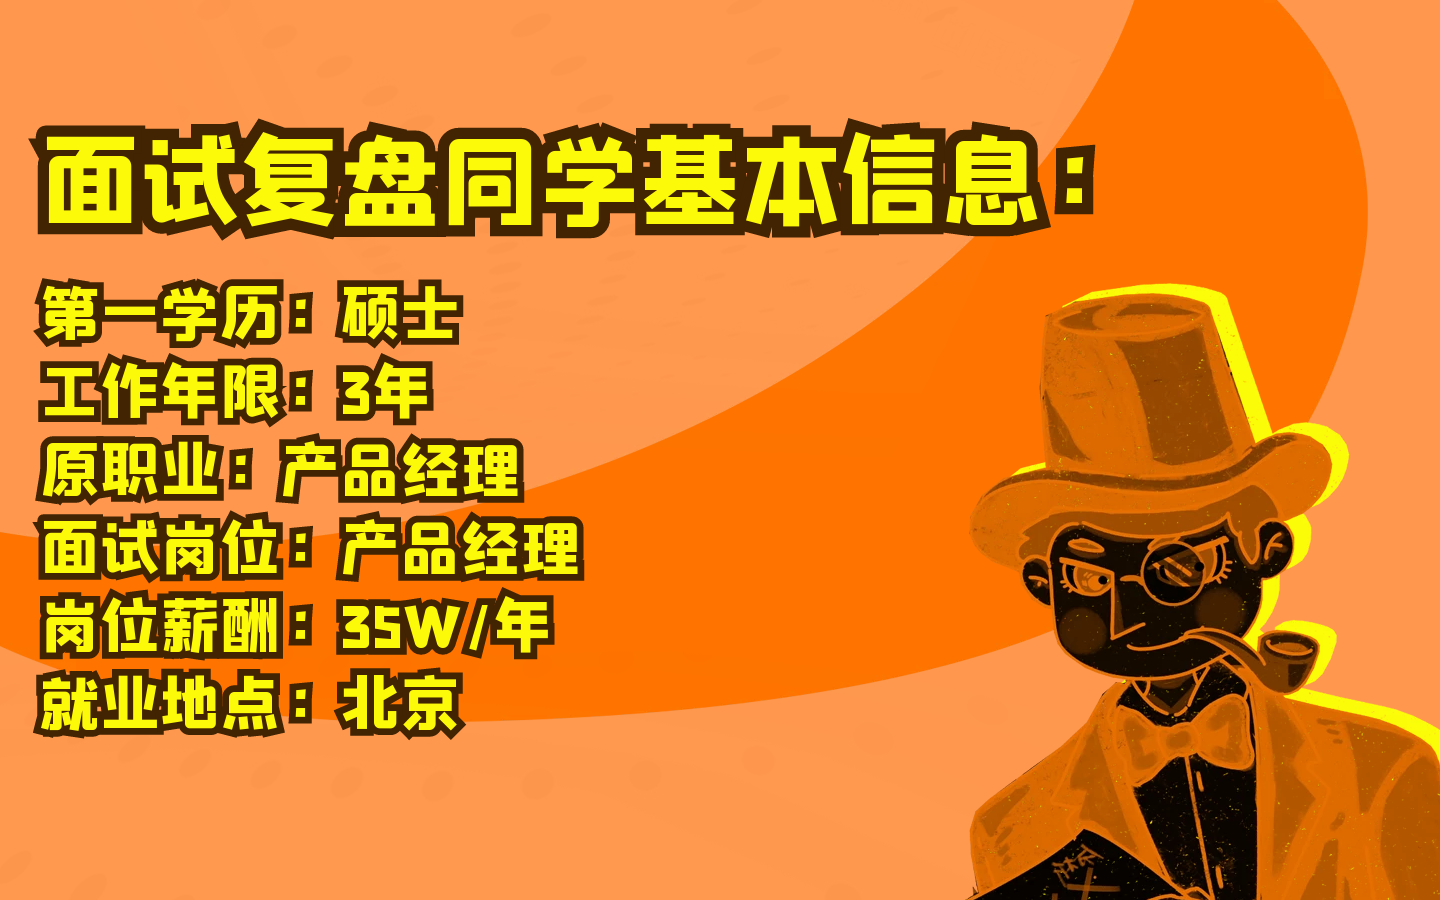 面试复盘同学基本信息：
第一学历：硕士
工作年限：3年
原职业：产品经理
面试岗位：产品经理
岗位薪酬：35W/年
就业地点：北京